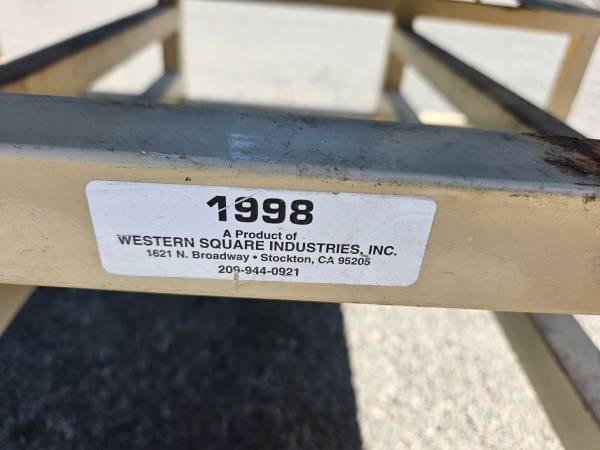 1998
A Product of
WESTERN SQUARE INDUSTRIES, INC.
1621 N. Broadway • Stockton, CA 95205
209-944-0921